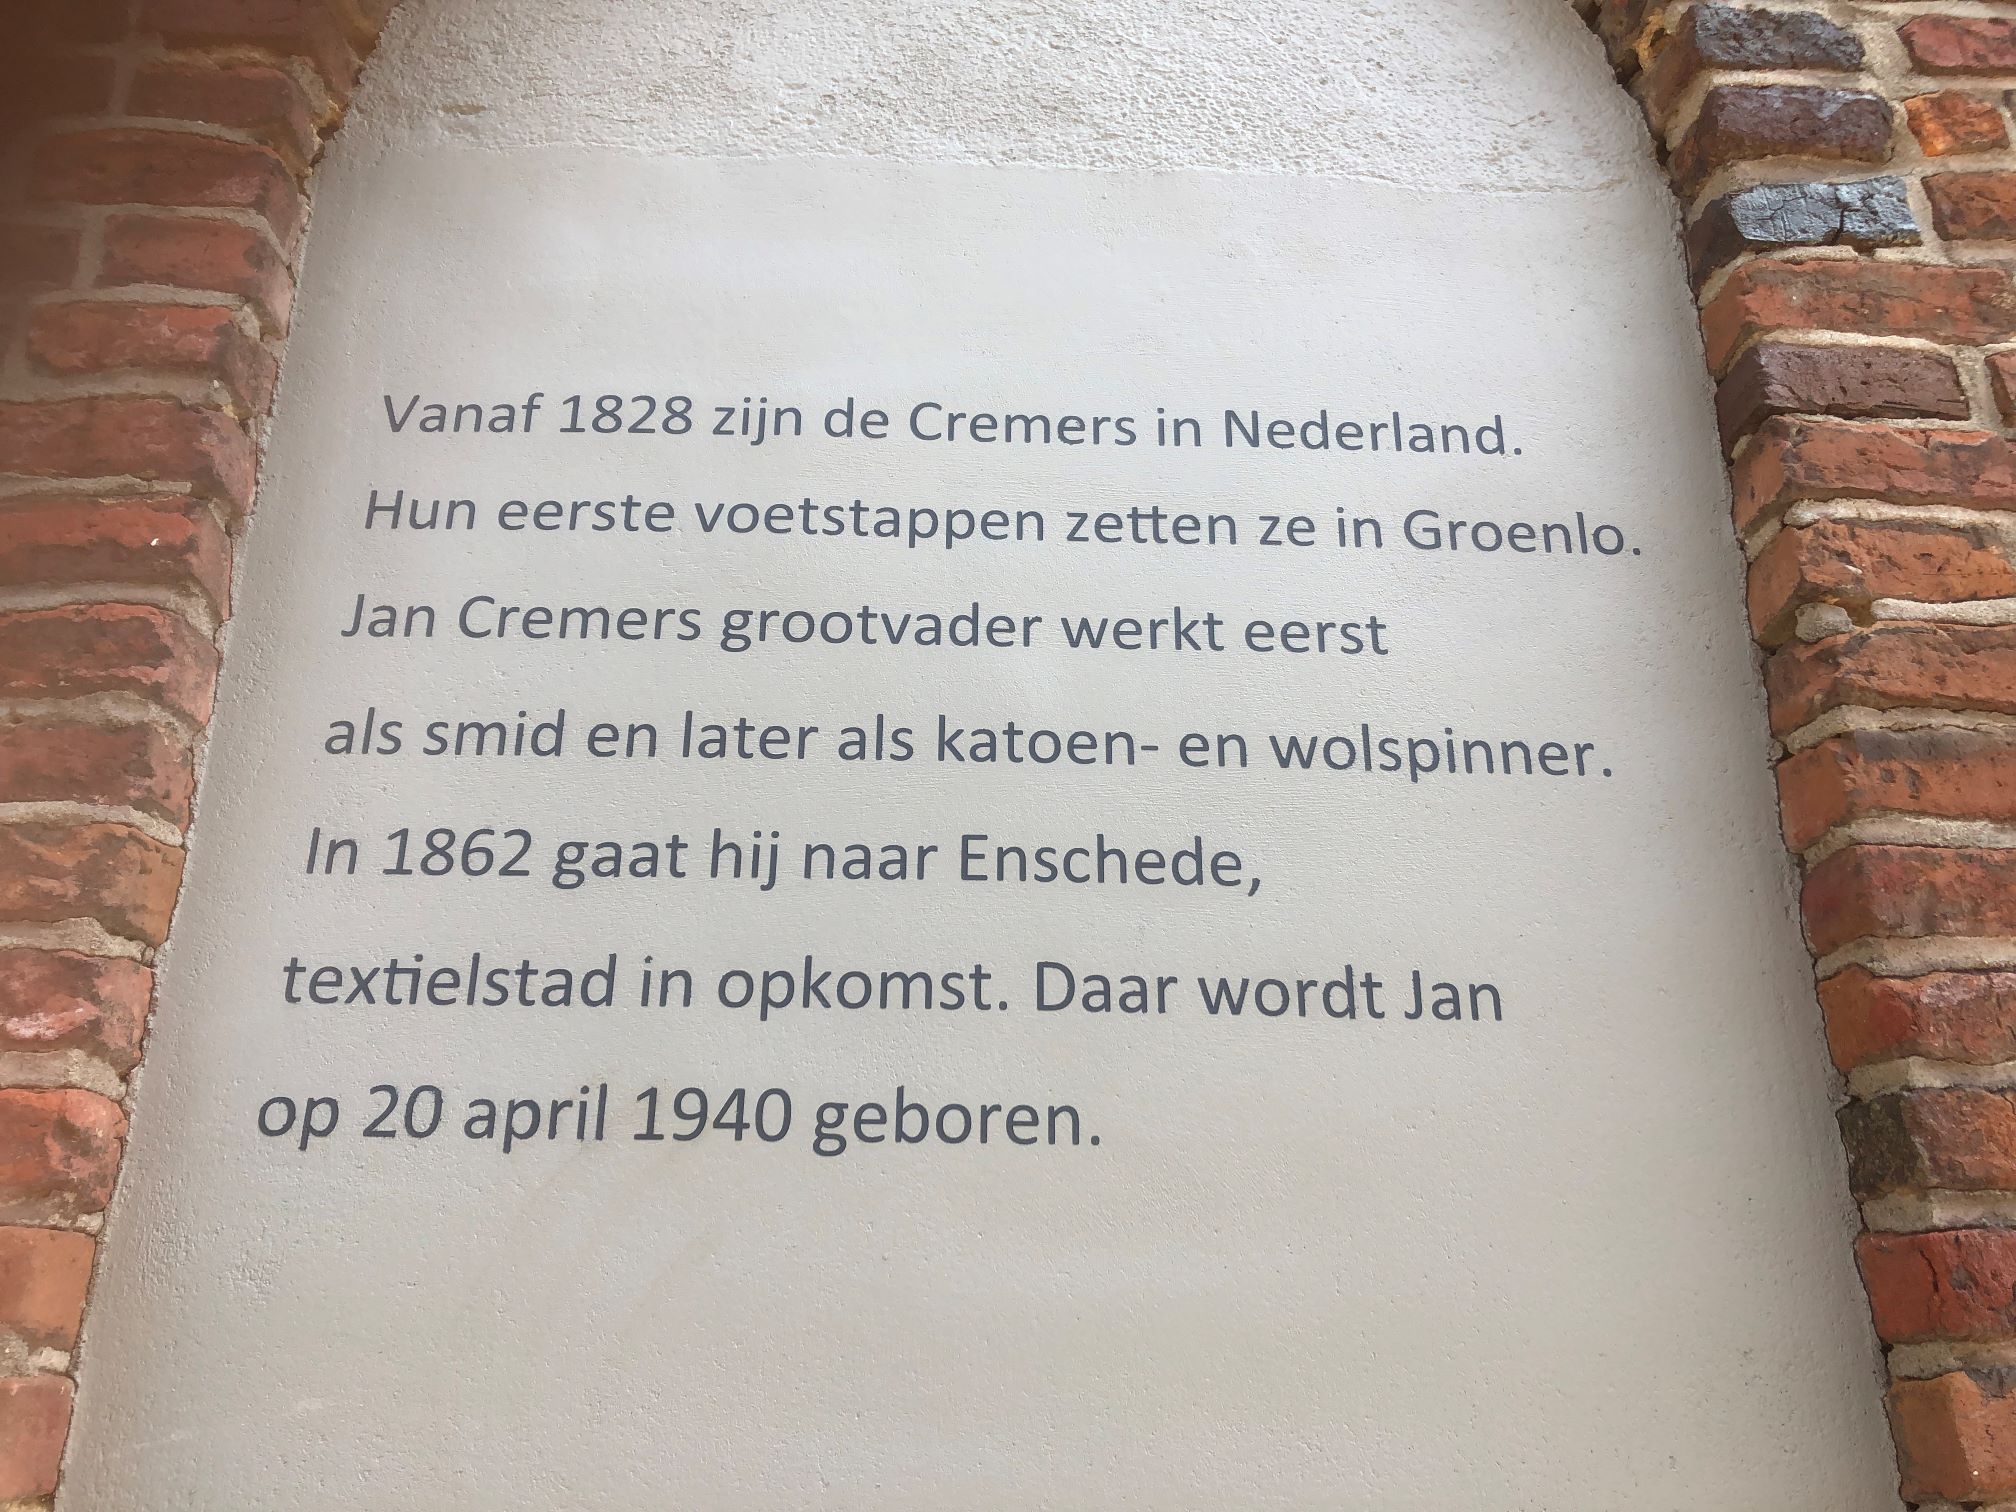 Vanaf 1828 zijn de Cremers in Nederland.
Hun eerste voetstappen zetten ze in Groenlo.
Jan Cremers grootvader werkt eerst
als smid en later als katoen- en wolspinner.
In 1862 gaat hij naar Enschede,
textielstad in opkomst. Daar wordt Jan
op 20 april 1940 geboren.